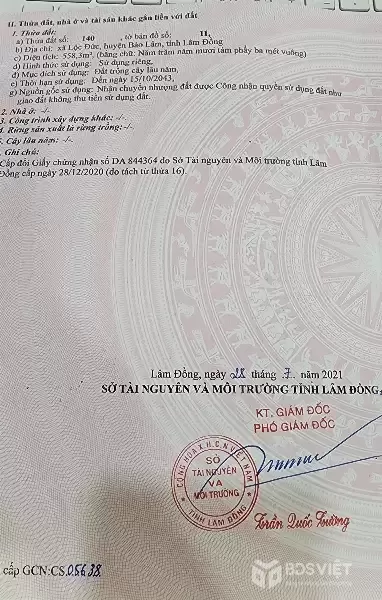 II. Thửa đất, nhà ở và tài sản khác gắn liền với đất
1. Thửa đất:
a) Thửa đất số: 140 , tờ bản đồ số: 11,
b) Địa chỉ: xã Lộc Đức, huyện Bảo Lâm, tỉnh Lâm Đồng
c) Diện tích: 558,3m², (bằng chữ: Năm trăm năm mươi tám phẩy ba mét vuông)
d) Hình thức sử dụng: Sử dụng riêng,
đ) Mục đích sử dụng: Đất trồng cây lâu năm,
e) Thời hạn sử dụng: Đến ngày 15/10/2043,
g) Nguồn gốc sử dụng: Nhận chuyển nhượng đất được Công nhận quyền sử dụng đất như
giao đất không thu tiền sử dụng đất.
2. Nhà ở: -/-
3. Công trình xây dựng khác: -/-
4. Rừng sản xuất là rừng trồng:-/-
5. Cây lâu năm: -/-
. Ghi chú:
Cấp đổi Giấy chứng nhận số DA 844364 do Sở Tài nguyên và Môi trường tỉnh Lâm
Đồng cấp ngày 28/12/2020 (do tách từ thửa 16).
Lâm Đồng, ngày 28 tháng 7 năm 2021
SỞ TÀI NGUYÊN VÀ MÔI TRƯỜNG TỈNH LÂM ĐỒNG
KT. GIÁM ĐỐC
PHÓ GIÁM ĐỐC
CỘNG HÒA X.H.C.N VIỆT NAM
SỞ
TÀI NGUYÊN
VÀ
MÔI TRƯỜNG
TỈNH LÂM ĐỒNG
Trần Quốc Trường
cấp GCN:CS.05638
BDSVIỆT